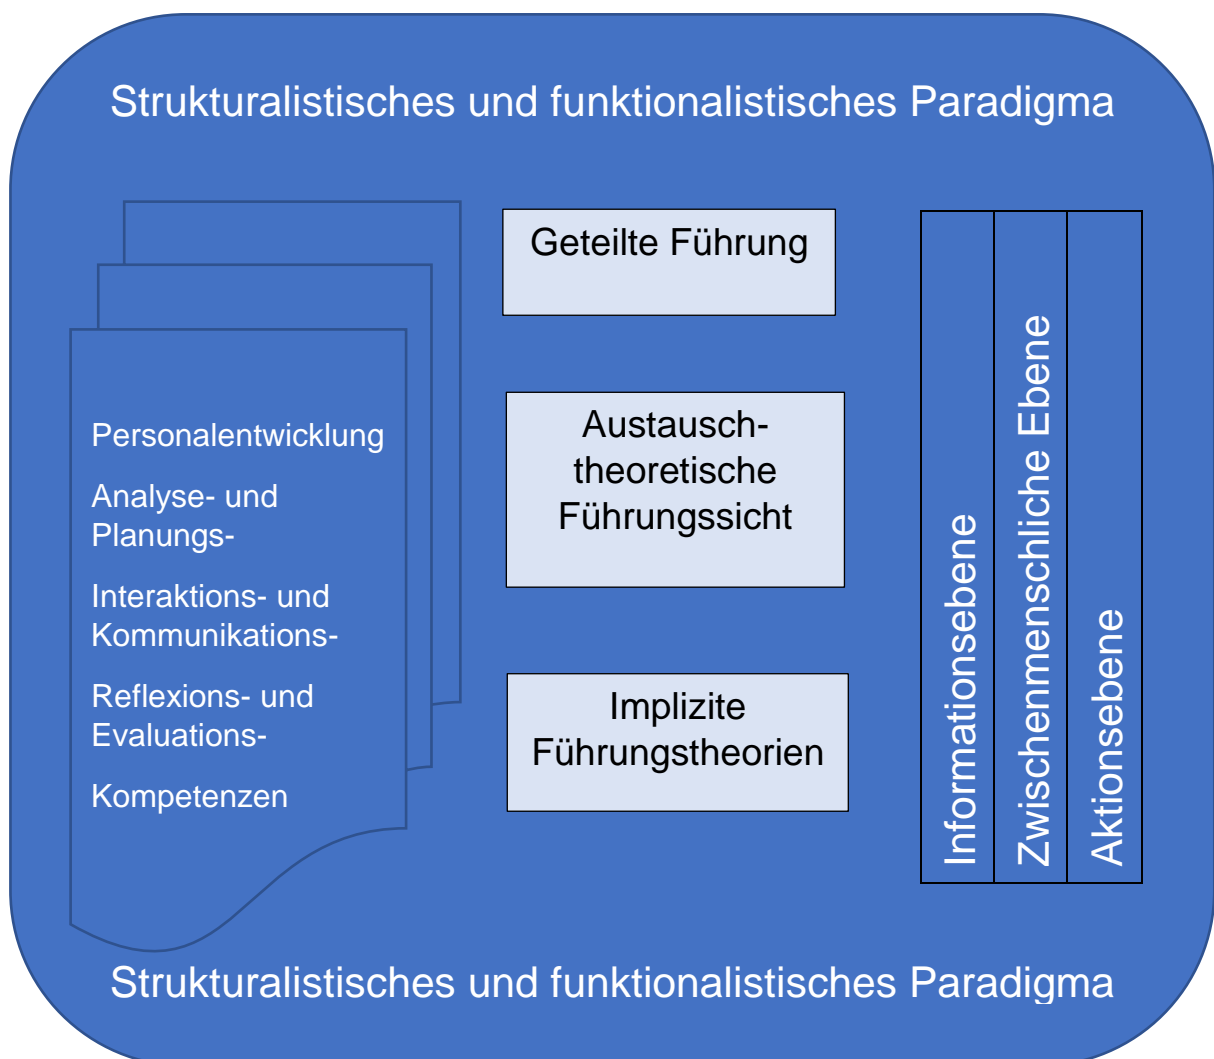 Strukturalistisches und funktionalistisches Paradigma
Personalentwicklung
Analyse- und
Planungs-
Interaktions- und
Kommunikations-
Reflexions- und
Evaluations-
Kompetenzen
Geteilte Führung
Austausch-
theoretische
Führungssicht
Implizite
Führungstheorien
Informationsebene
Zwischenmenschliche Ebene
Aktionsebene
Strukturalistisches und funktionalistisches Paradigma